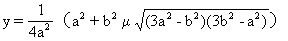 y = 1/4a² (a² + b² μ √(3a² - b²)(3b² - a²))